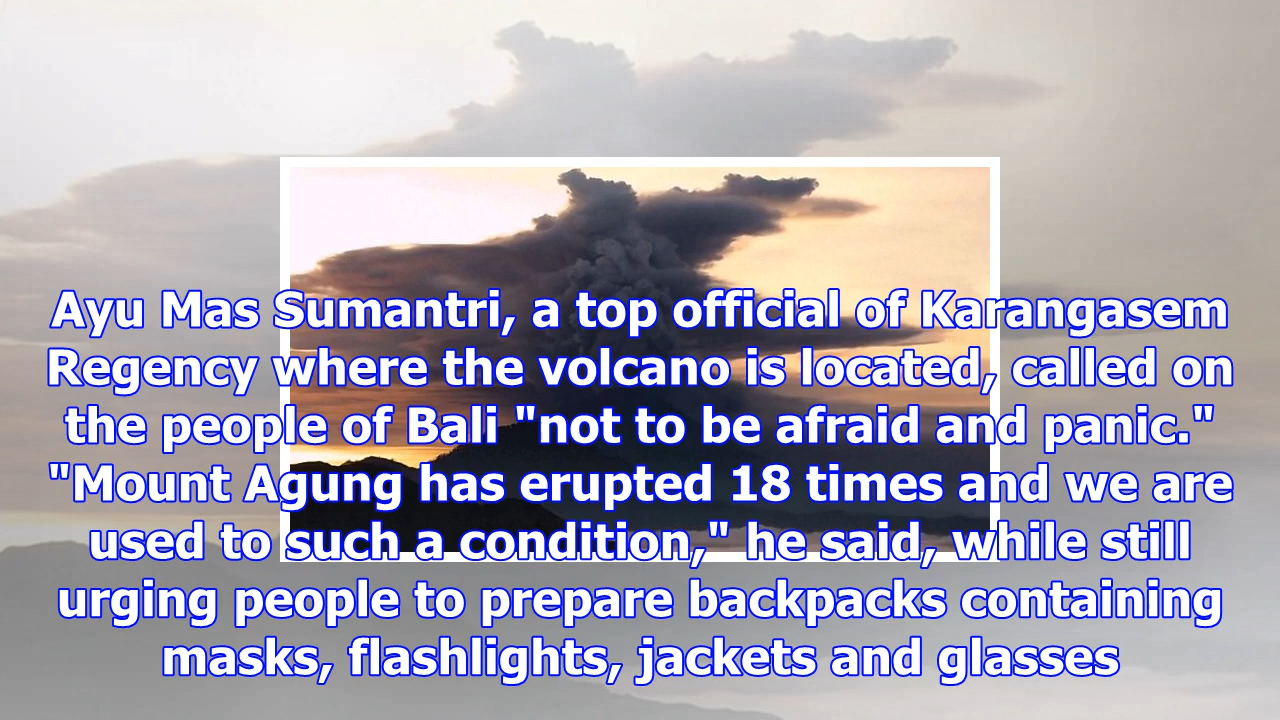 Ayu Mas Sumantri, a top official of Karangasem
Regency where the volcano is located, called on
the people of Bali "not to be afraid and panic."
"Mount Agung has erupted 18 times and we are
used to such a condition," he said, while still
urging people to prepare backpacks containing
masks, flashlights, jackets and glasses